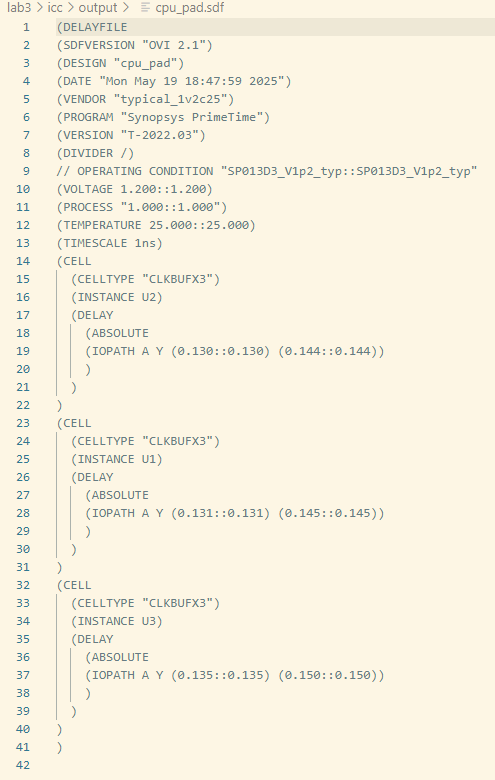 lab3 > icc > output > cpu_pad.sdf
1 (DELAYFILE
2 (SDFVERSION "OVI 2.1")
3 (DESIGN "cpu_pad")
4 (DATE "Mon May 19 18:47:59 2025")
5 (VENDOR "typical_1v2c25")
6 (PROGRAM "Synopsys PrimeTime")
7 (VERSION "T-2022.03")
8 (DIVIDER /)
9 // OPERATING CONDITION "SP013D3_V1p2_typ::SP013D3_V1p2_typ"
10 (VOLTAGE 1.200::1.200)
11 (PROCESS "1.000::1.000")
12 (TEMPERATURE 25.000::25.000)
13 (TIMESCALE 1ns)
14 (CELL
15   (CELLTYPE "CLKBUFX3")
16   (INSTANCE U2)
17   (DELAY
18     (ABSOLUTE
19     (IOPATH A Y (0.130::0.130) (0.144::0.144))
20     )
21   )
22 )
23 (CELL
24   (CELLTYPE "CLKBUFX3")
25   (INSTANCE U1)
26   (DELAY
27     (ABSOLUTE
28     (IOPATH A Y (0.131::0.131) (0.145::0.145))
29     )
30   )
31 )
32 (CELL
33   (CELLTYPE "CLKBUFX3")
34   (INSTANCE U3)
35   (DELAY
36     (ABSOLUTE
37     (IOPATH A Y (0.135::0.135) (0.150::0.150))
38     )
39   )
40 )
41 )
42